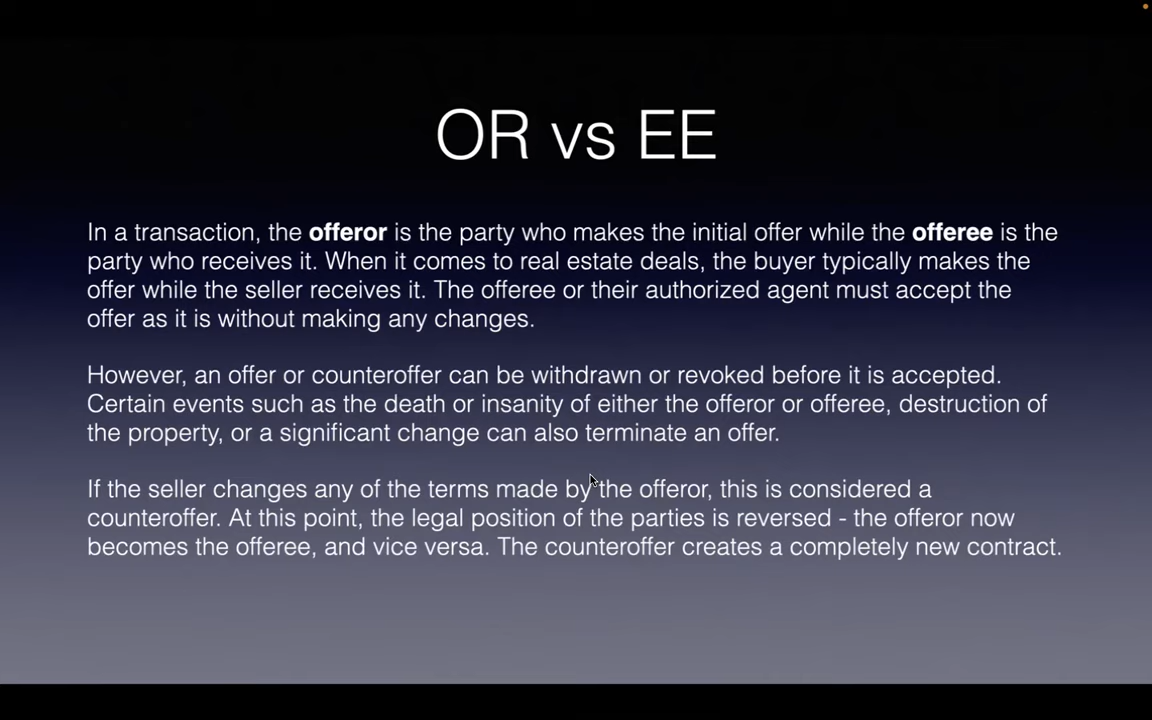 OR vs EE
In a transaction, the offeror is the party who makes the initial offer while the offeree is the
party who receives it. When it comes to real estate deals, the buyer typically makes the
offer while the seller receives it. The offeree or their authorized agent must accept the
offer as it is without making any changes.
However, an offer or counteroffer can be withdrawn or revoked before it is accepted.
Certain events such as the death or insanity of either the offeror or offeree, destruction of
the property, or a significant change can also terminate an offer.
If the seller changes any of the terms made by the offeror, this is considered a
counteroffer. At this point, the legal position of the parties is reversed - the offeror now
becomes the offeree, and vice versa. The counteroffer creates a completely new contract.